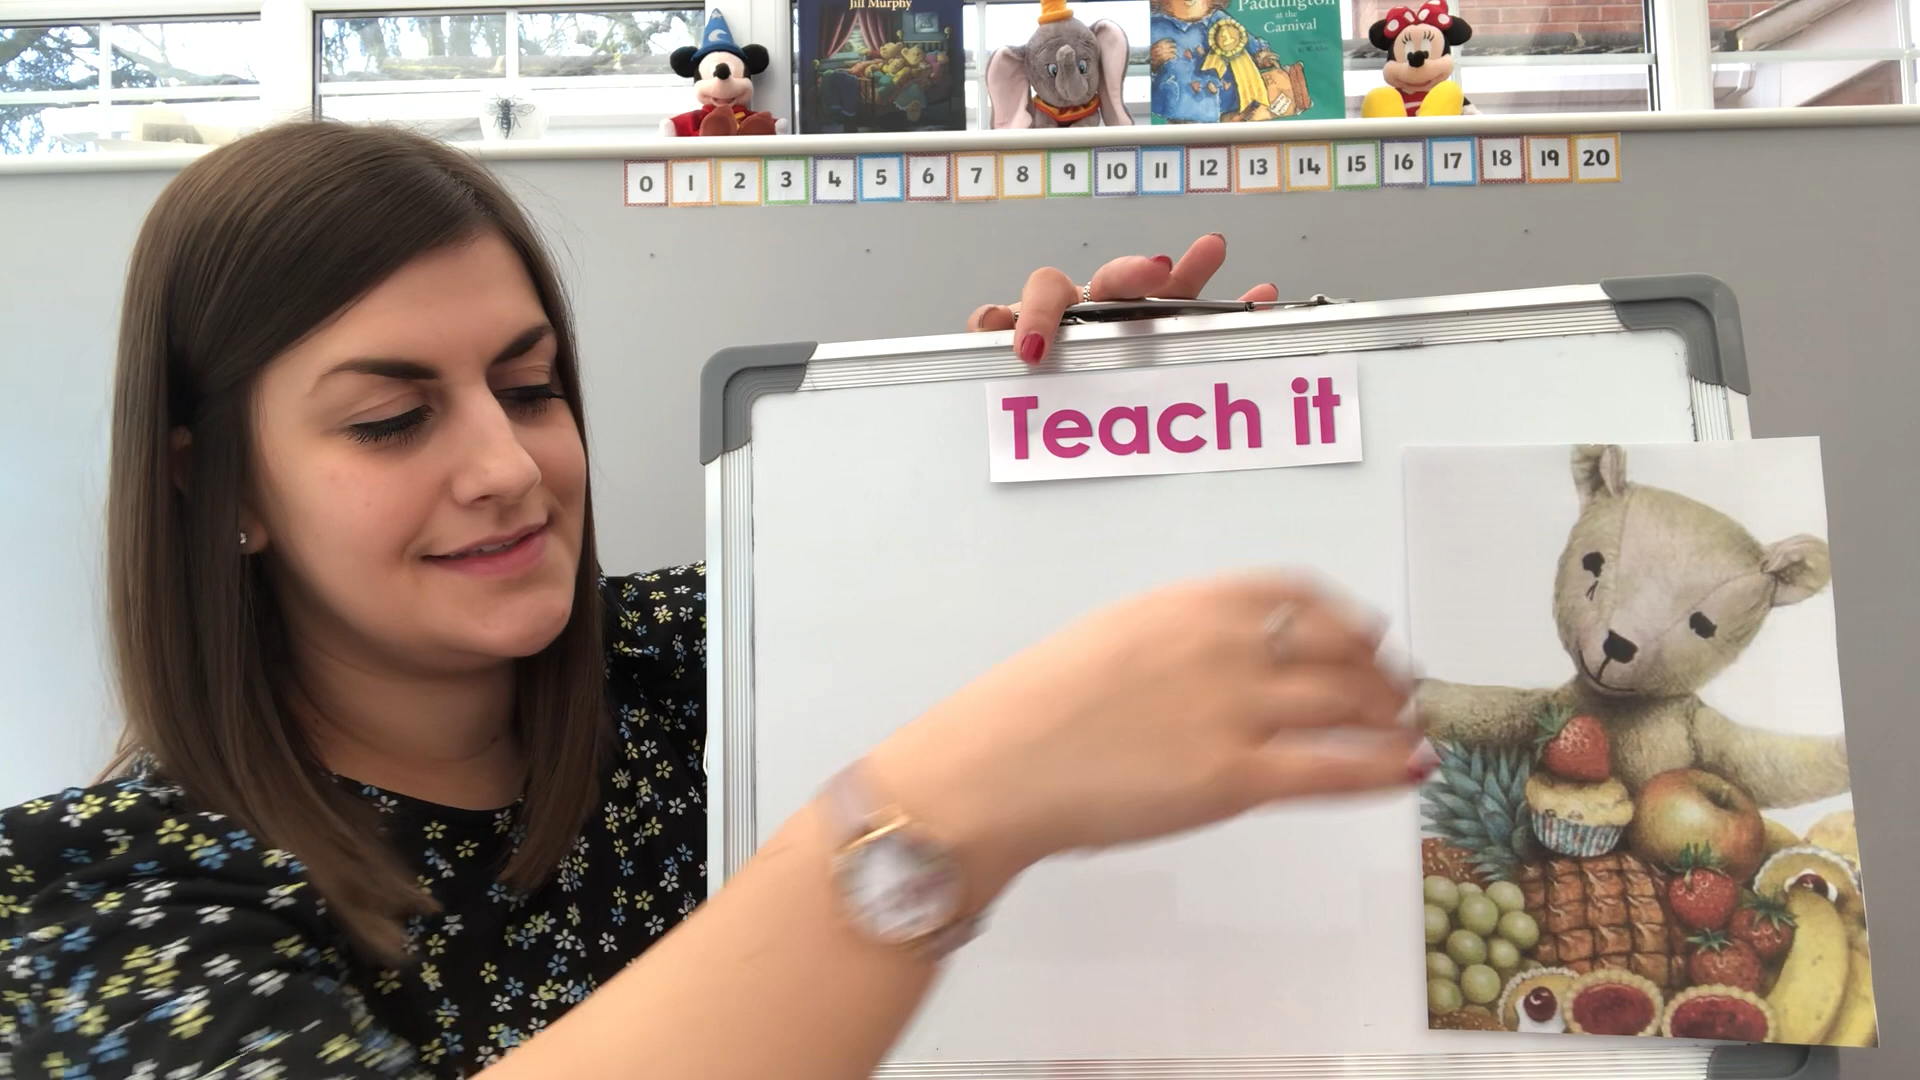 Jill Murphy
Paddington
at the
Carnival
0 1 2 3 4 5 6 7 8 9 10 11 12 13 14 15 16 17 18 19 20
Teach it